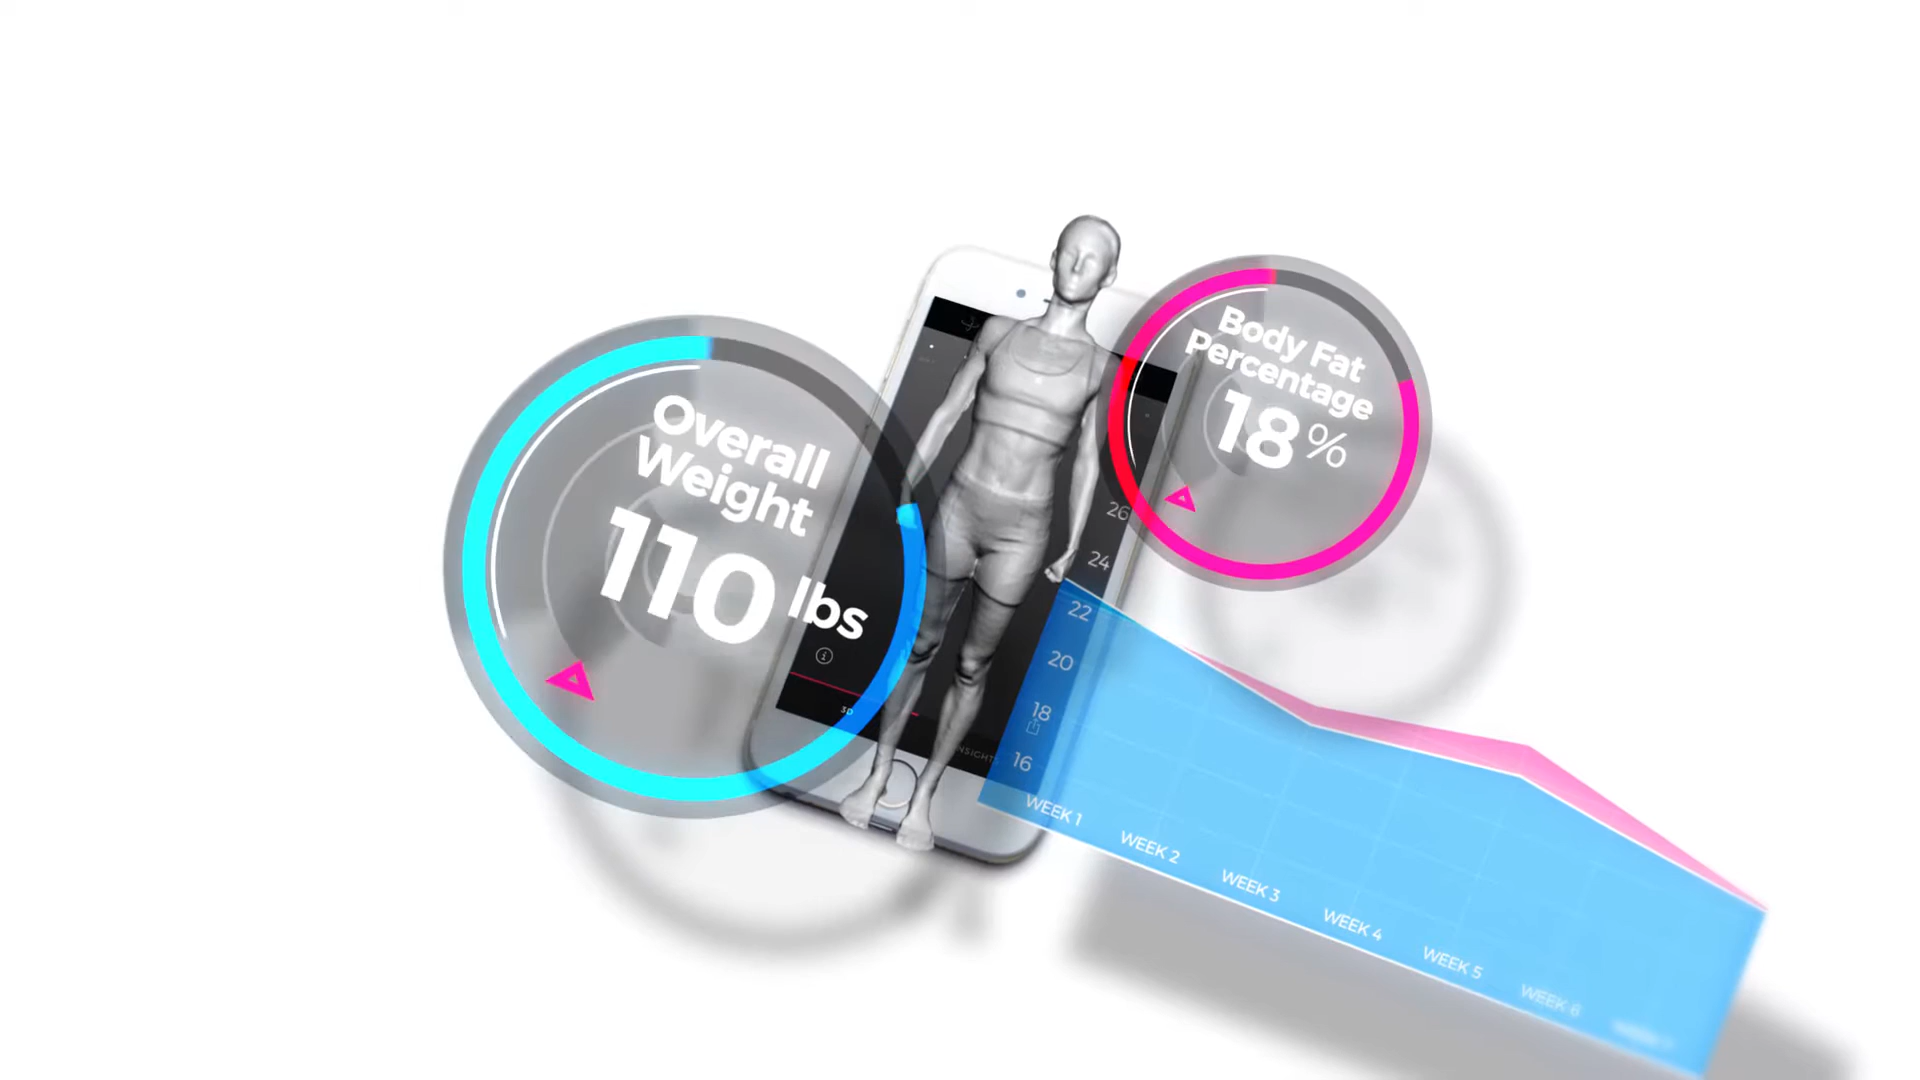 Overall
Weight
110 lbs
Body Fat
Percentage
18%
26
24
22
20
18
16
3D
WEEK 1
WEEK 2
WEEK 3
WEEK 4
WEEK 5
WEEK 6